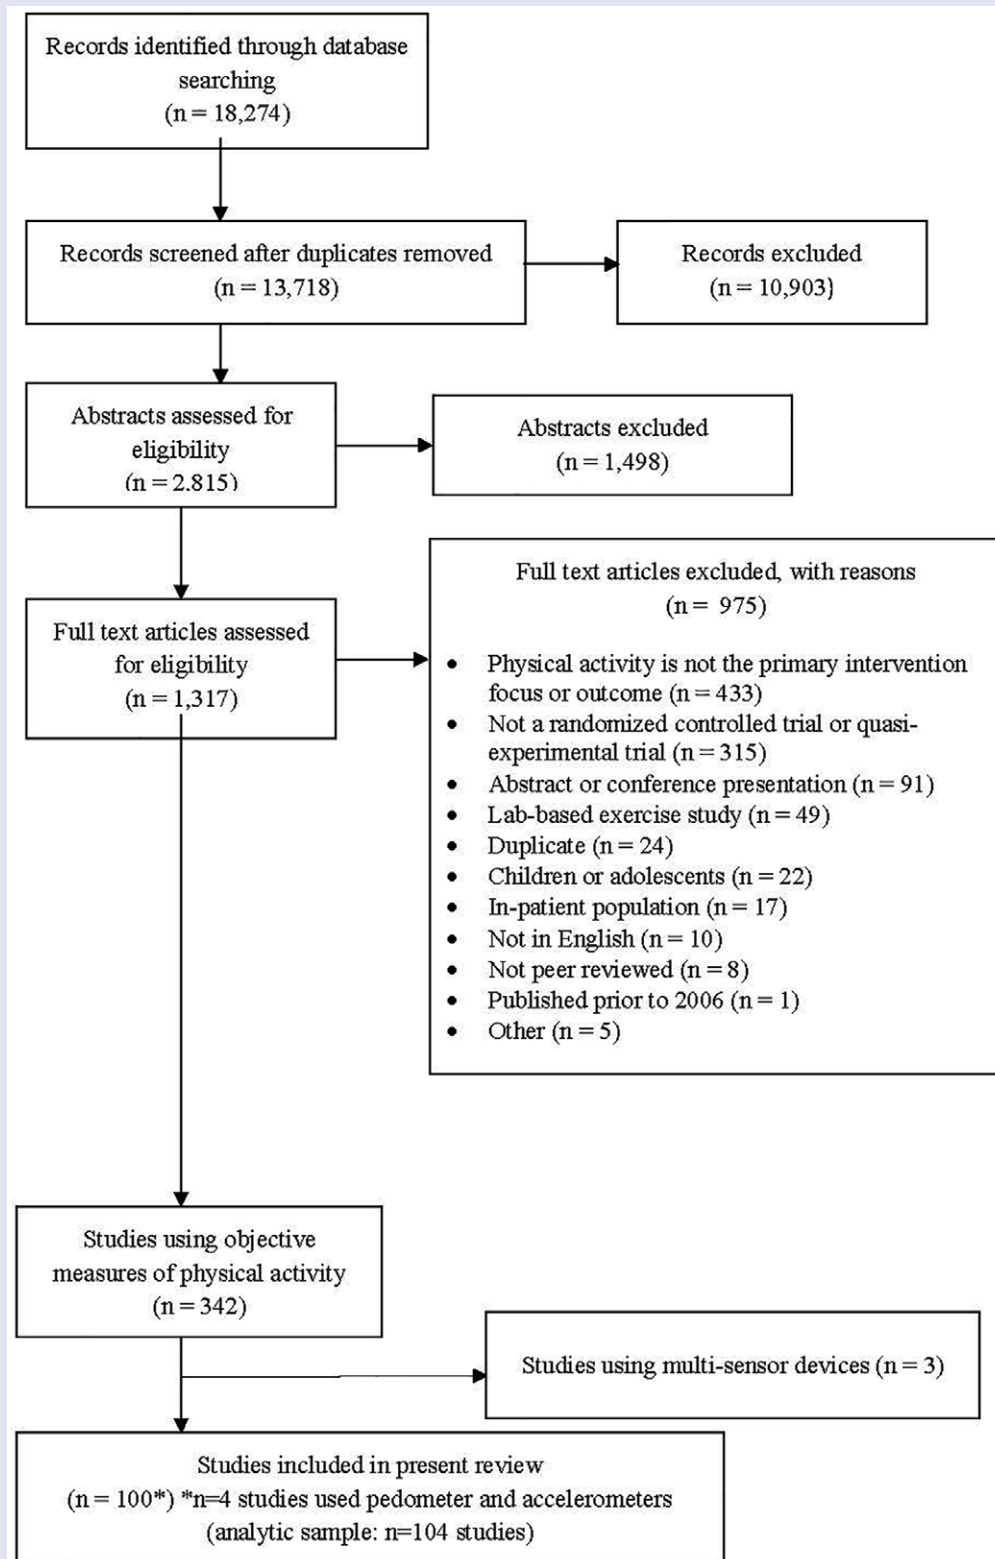 Records identified through database
searching
(n = 18,274)
Records screened after duplicates removed
(n = 13,718)
Records excluded
(n = 10,903)
Abstracts assessed for
eligibility
(n = 2.815)
Abstracts excluded
(n = 1,498)
Full text articles assessed
for eligibility
(n = 1,317)
Full text articles excluded, with reasons
(n = 975)
• Physical activity is not the primary intervention
focus or outcome (n = 433)
• Not a randomized controlled trial or quasi-
experimental trial (n = 315)
• Abstract or conference presentation (n = 91)
• Lab-based exercise study (n = 49)
• Duplicate (n = 24)
• Children or adolescents (n = 22)
• In-patient population (n = 17)
• Not in English (n = 10)
• Not peer reviewed (n = 8)
• Published prior to 2006 (n = 1)
• Other (n = 5)
Studies using objective
measures of physical activity
(n = 342)
Studies using multi-sensor devices (n = 3)
Studies included in present review
(n = 100*) *n=4 studies used pedometer and accelerometers
(analytic sample: n=104 studies)